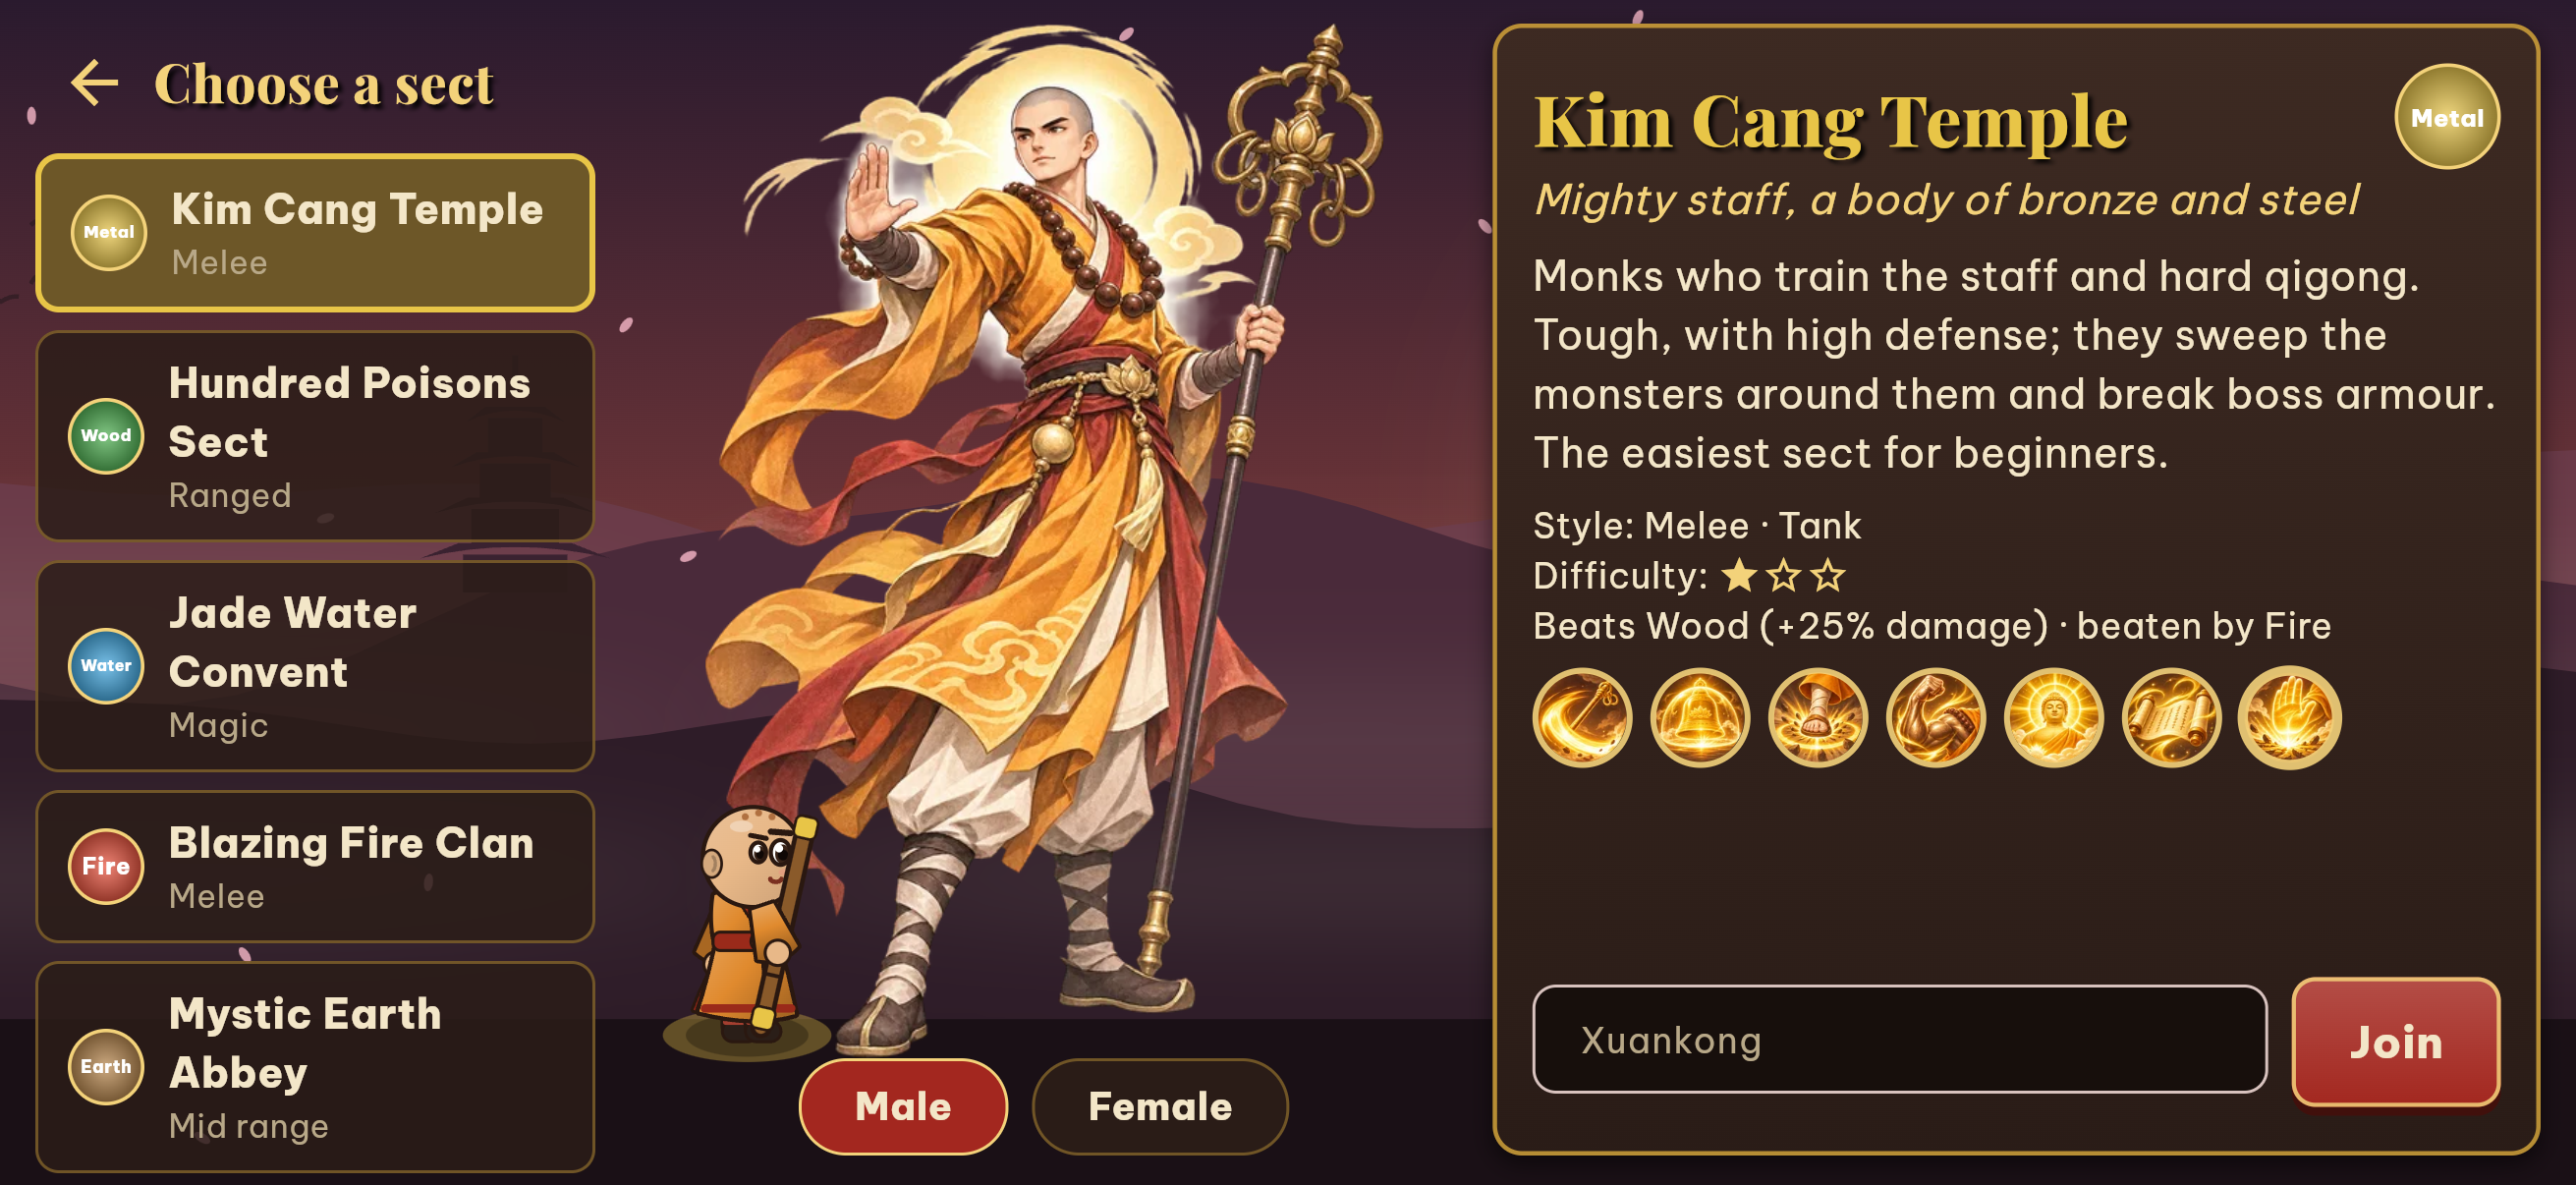 Choose a sect
Metal
Kim Cang Temple
Melee
Wood
Hundred Poisons
Sect
Ranged
Water
Jade Water
Convent
Magic
Fire
Blazing Fire Clan
Melee
Earth
Mystic Earth
Abbey
Mid range
Male
Female
Kim Cang Temple
Metal
Mighty staff, a body of bronze and steel
Monks who train the staff and hard qigong.
Tough, with high defense; they sweep the
monsters around them and break boss armour.
The easiest sect for beginners.
Style: Melee · Tank
Difficulty: ★☆☆
Beats Wood (+25% damage) · beaten by Fire
Xuankong
Join